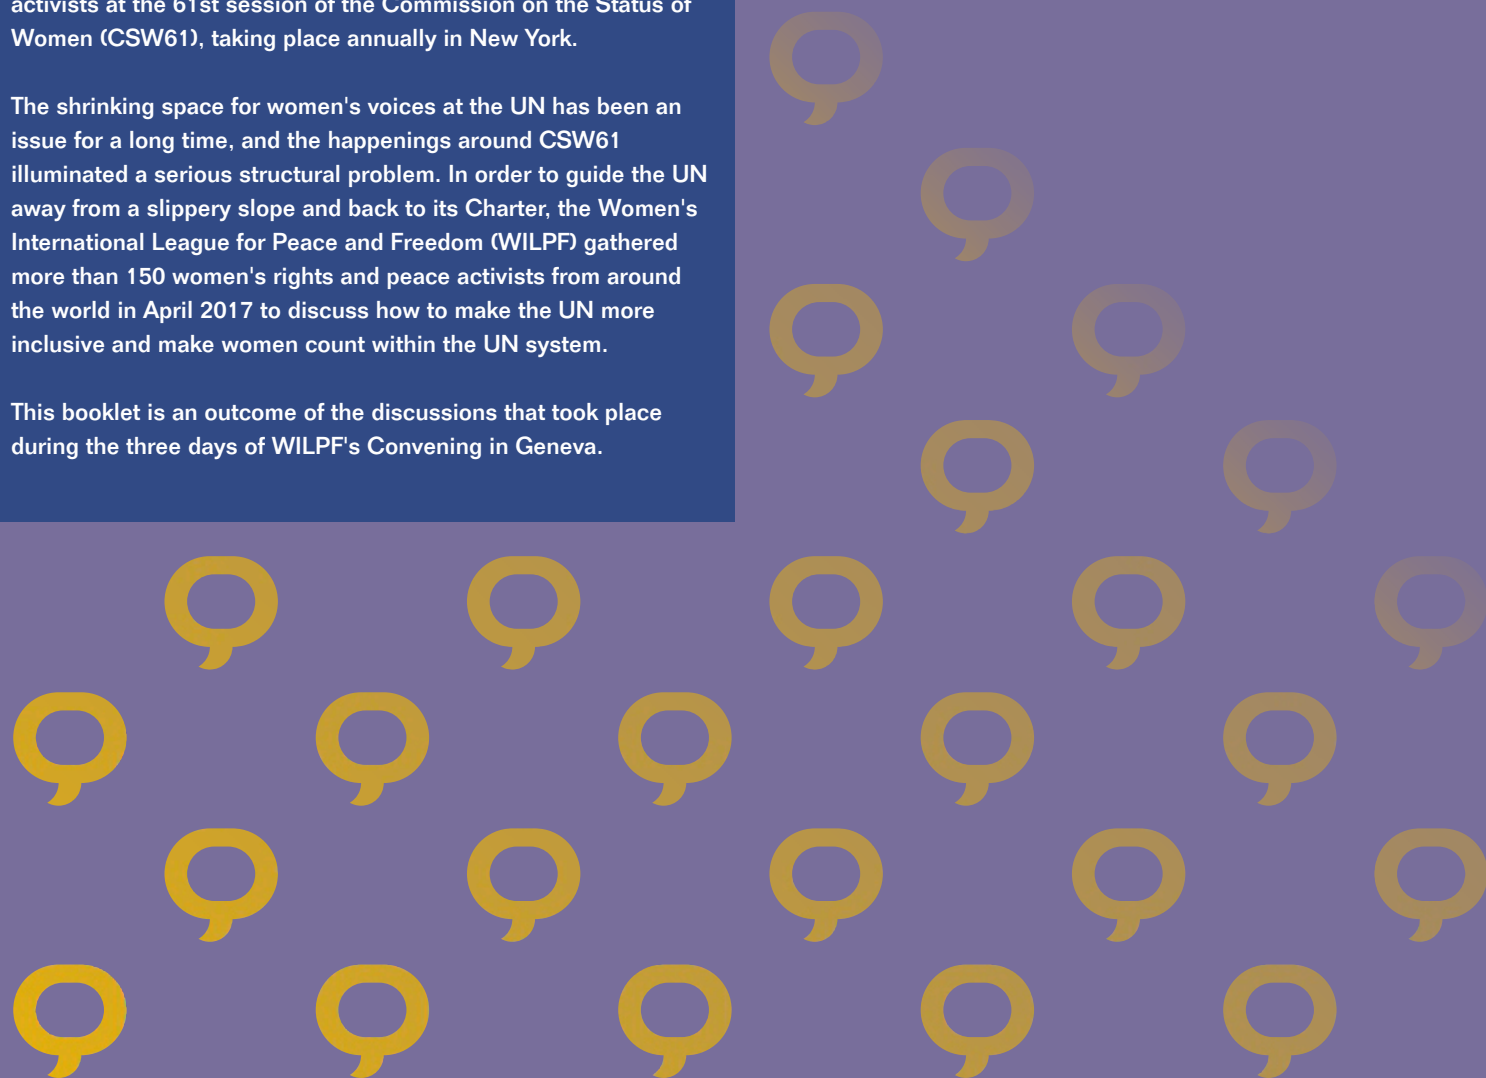 activists at the 61st session of the Commission on the Status of
Women (CSW61), taking place annually in New York.
The shrinking space for women's voices at the UN has been an
issue for a long time, and the happenings around CSW61
illuminated a serious structural problem. In order to guide the UN
away from a slippery slope and back to its Charter, the Women's
International League for Peace and Freedom (WILPF) gathered
more than 150 women's rights and peace activists from around
the world in April 2017 to discuss how to make the UN more
inclusive and make women count within the UN system.
This booklet is an outcome of the discussions that took place
during the three days of WILPF's Convening in Geneva.